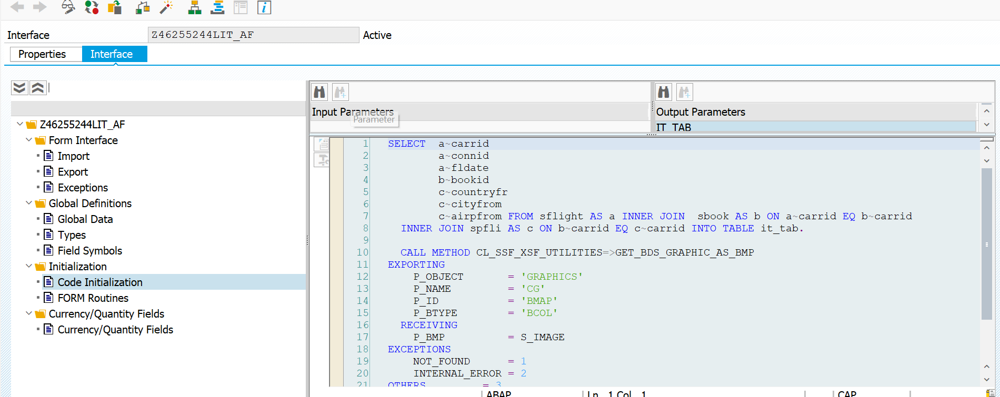 Interface Z46255244LIT_AF Active
Properties Interface
Input Parameters
Parameter
Output Parameters
IT_TAB
Z46255244LIT_AF
Form Interface
Import
Export
Exceptions
Global Definitions
Global Data
Types
Field Symbols
Initialization
Code Initialization
FORM Routines
Currency/Quantity Fields
Currency/Quantity Fields
1 SELECT a~carrid
2 a~connid
3 a~fldate
4 b~bookid
5 c~countryfr
6 c~cityfrom
7 c~airpfrom FROM sflight AS a INNER JOIN sbook AS b ON a~carrid EQ b~carrid
8 INNER JOIN spfli AS c ON b~carrid EQ c~carrid INTO TABLE it_tab.
9
10 CALL METHOD CL_SSF_XSF_UTILITIES=>GET_BDS_GRAPHIC_AS_BMP
11 EXPORTING
12 P_OBJECT = 'GRAPHICS'
13 P_NAME = 'CG'
14 P_ID = 'BMAP'
15 P_BTYPE = 'BCOL'
16 RECEIVING
17 P_BMP = S_IMAGE
18 EXCEPTIONS
19 NOT_FOUND = 1
20 INTERNAL_ERROR = 2
21 OTHERS = 3
ABAP Ln 1 Col 1 CAP